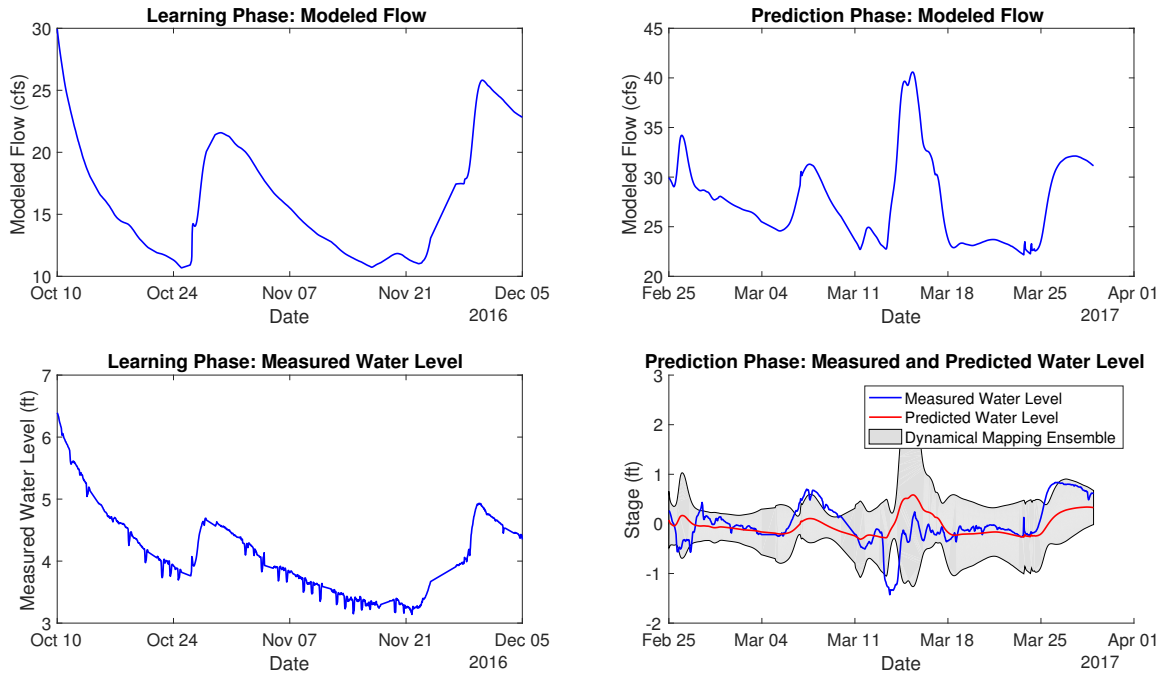 Learning Phase: Modeled Flow
30
25
20
15
10
Modeled Flow (cfs)
Oct 10 Oct 24 Nov 07 Nov 21 Dec 05
Date 2016
Prediction Phase: Modeled Flow
45
40
35
30
25
20
Modeled Flow (cfs)
Feb 25 Mar 04 Mar 11 Mar 18 Mar 25 Apr 01
Date 2017
Learning Phase: Measured Water Level
7
6
5
4
3
Measured Water Level (ft)
Oct 10 Oct 24 Nov 07 Nov 21 Dec 05
Date 2016
Prediction Phase: Measured and Predicted Water Level
3
2
1
0
-1
-2
Stage (ft)
Measured Water Level
Predicted Water Level
Dynamical Mapping Ensemble
Feb 25 Mar 04 Mar 11 Mar 18 Mar 25 Apr 01
Date 2017